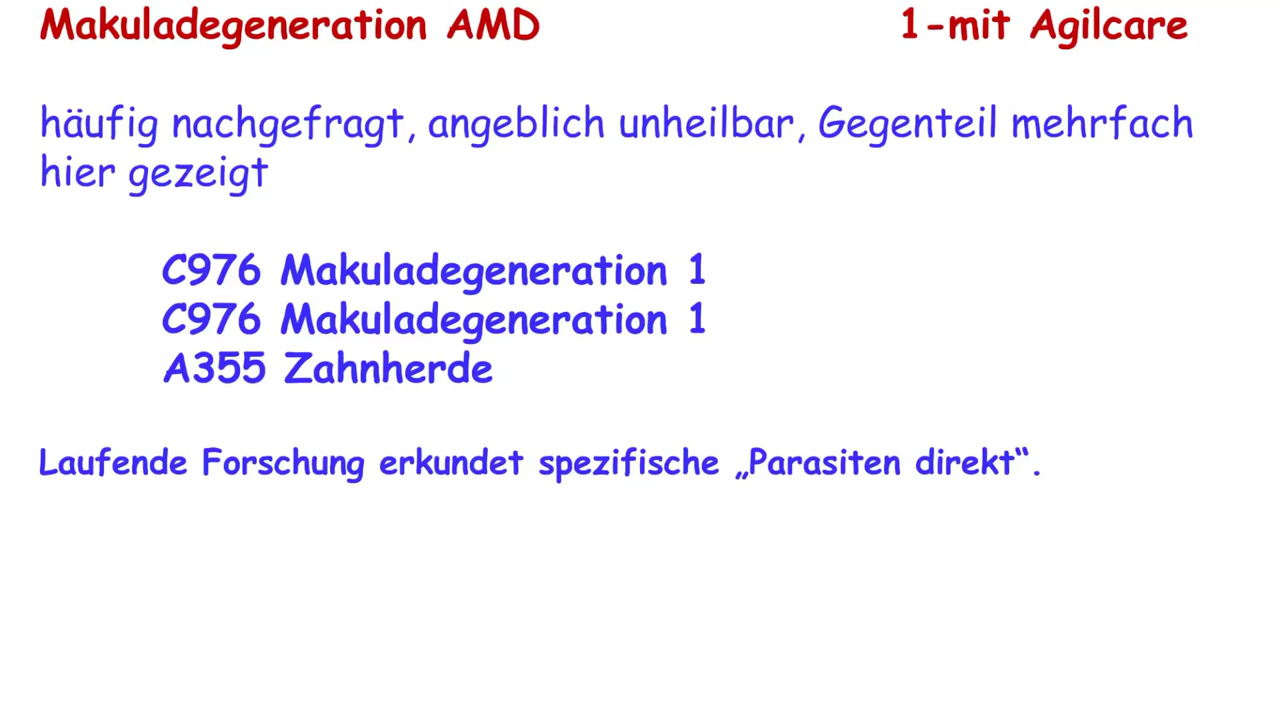 Makuladegeneration AMD 1-mit Agilcare
häufig nachgefragt, angeblich unheilbar, Gegenteil mehrfach
hier gezeigt
C976 Makuladegeneration 1
C976 Makuladegeneration 1
A355 Zahnherde
Laufende Forschung erkundet spezifische „Parasiten direkt“.